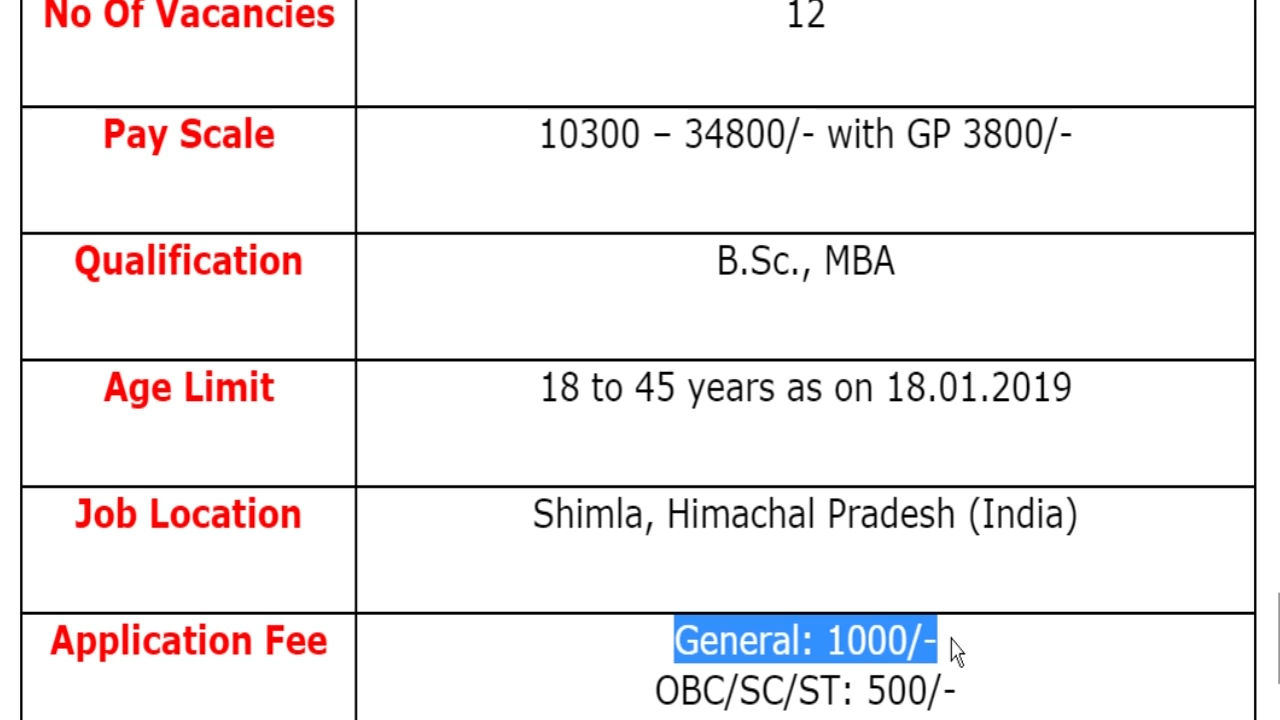 No Of Vacancies 12
Pay Scale 10300 – 34800/- with GP 3800/-
Qualification B.Sc., MBA
Age Limit 18 to 45 years as on 18.01.2019
Job Location Shimla, Himachal Pradesh (India)
Application Fee General: 1000/-
OBC/SC/ST: 500/-